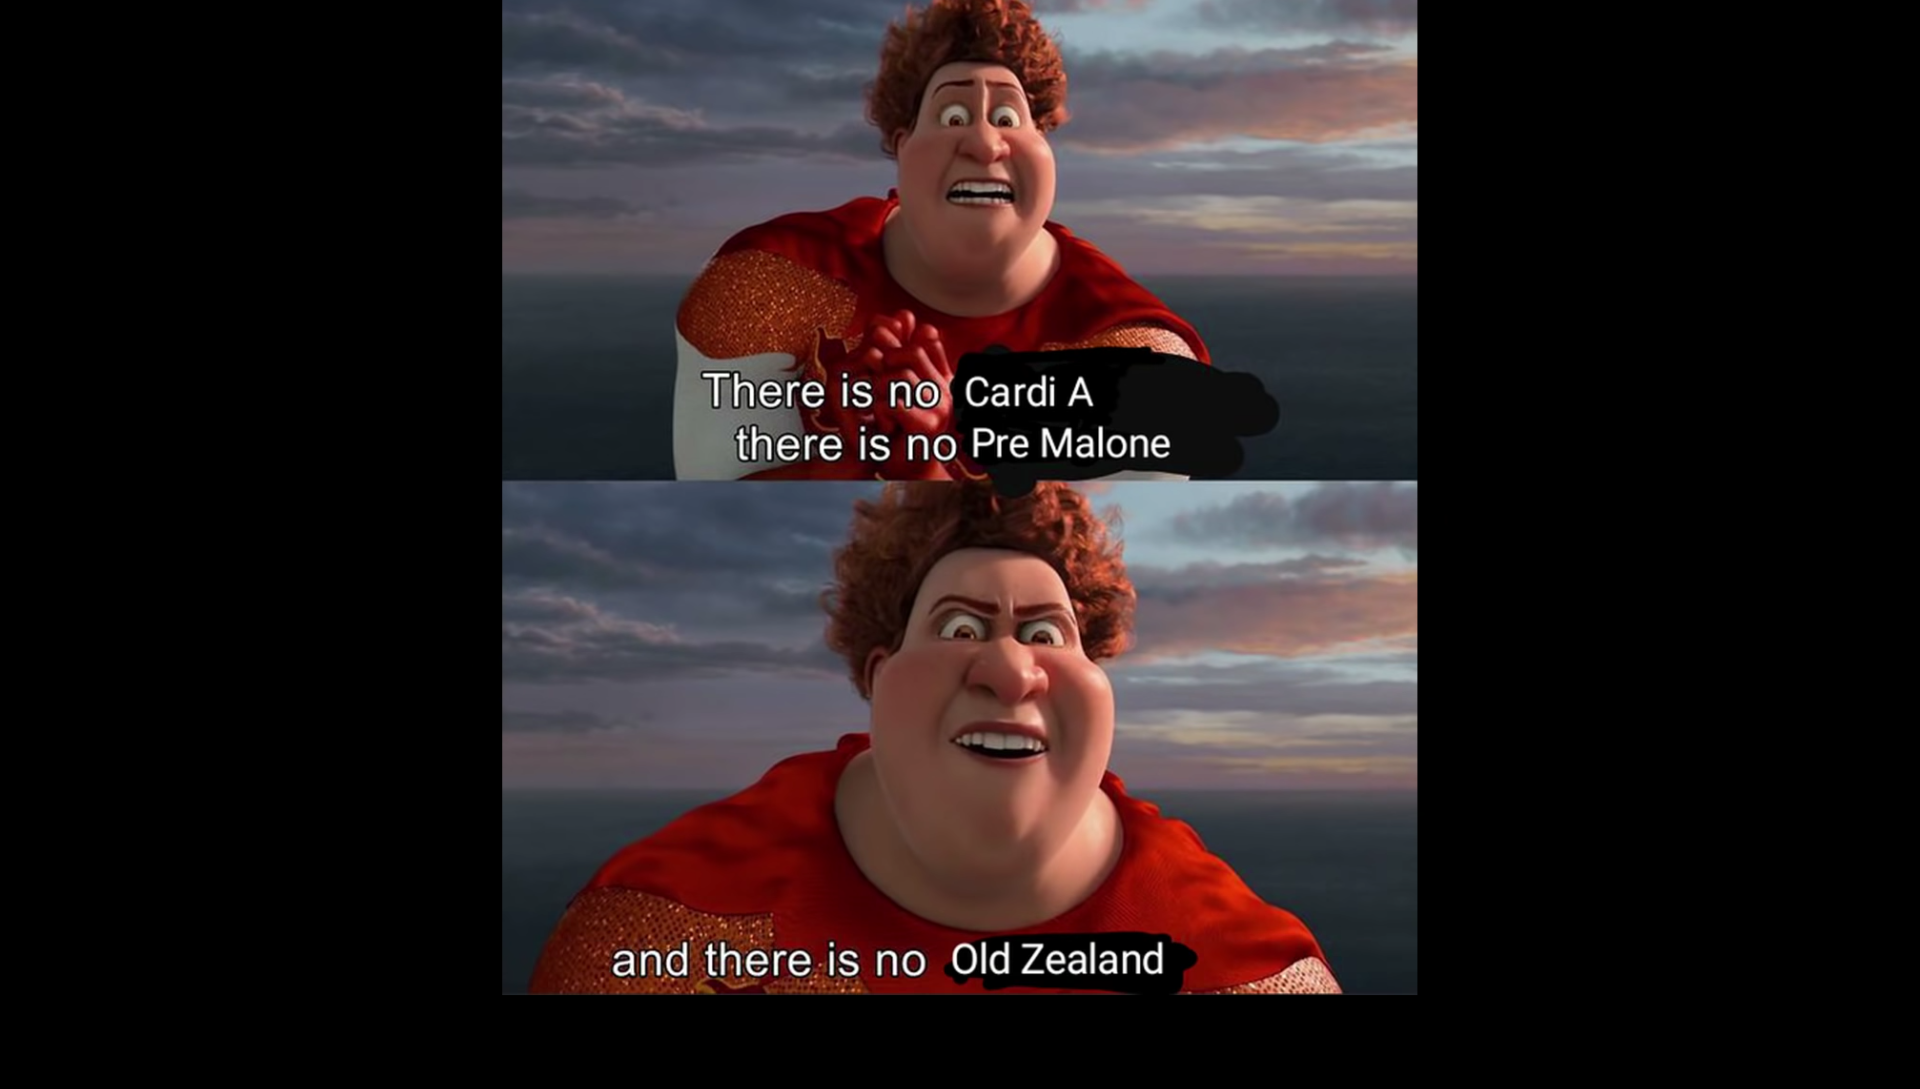 There is no Cardi A
there is no Pre Malone
and there is no Old Zealand